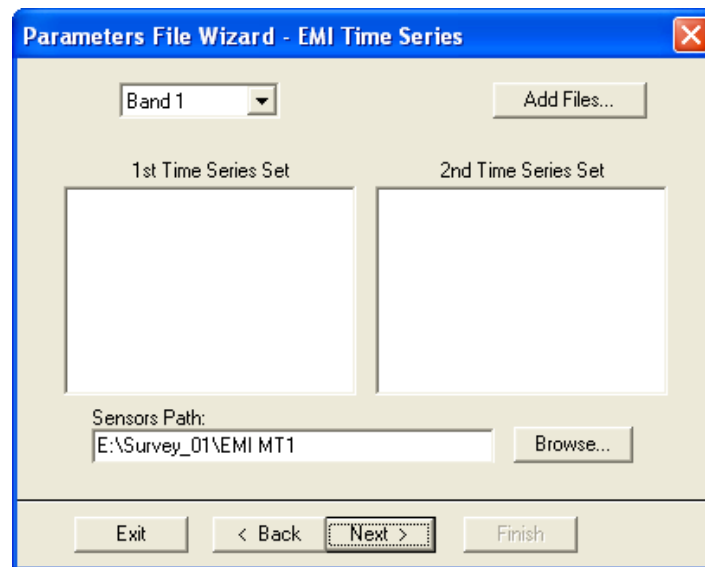 Parameters File Wizard - EMI Time Series
Band 1
Add Files...
1st Time Series Set
2nd Time Series Set
Sensors Path:
E:\Survey_01\EMI MT1
Browse...
Exit
< Back
Next >
Finish